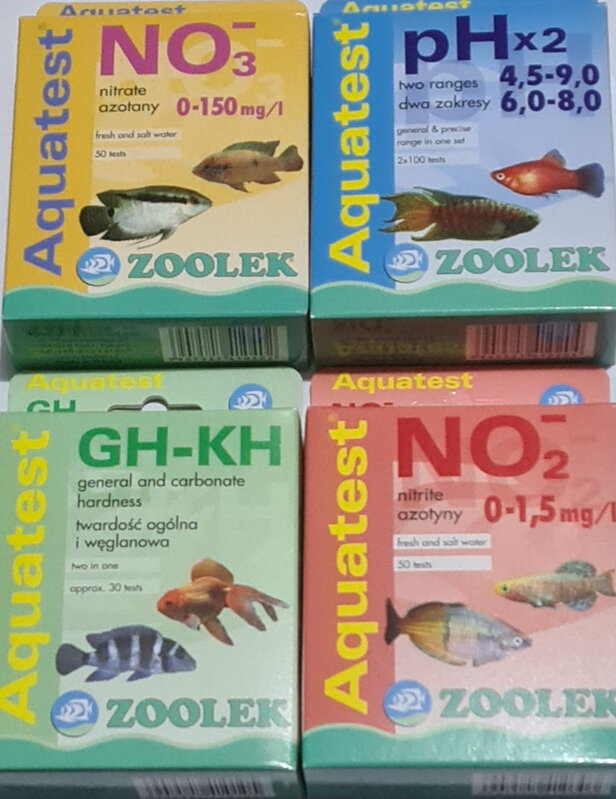 Aquatest
Aquatest
NO₃⁻
nitrate
azotany 0-150 mg/l
fresh and salt water
50 tests
ZOOLEK
Aquatest
Aquatest
pH x2
two ranges 4,5-9,0
dwa zakresy 6,0-8,0
general & precise
range in one set
2x100 tests
ZOOLEK
Aquatest
GH
Aquatest
GH-KH
general and carbonate
hardness
twardość ogólna
i węglanowa
two in one
approx. 30 tests
ZOOLEK
Aquatest
Aquatest
NO₂⁻
nitrite
azotyny 0-1,5 mg/l
fresh and salt water
50 tests
ZOOLEK